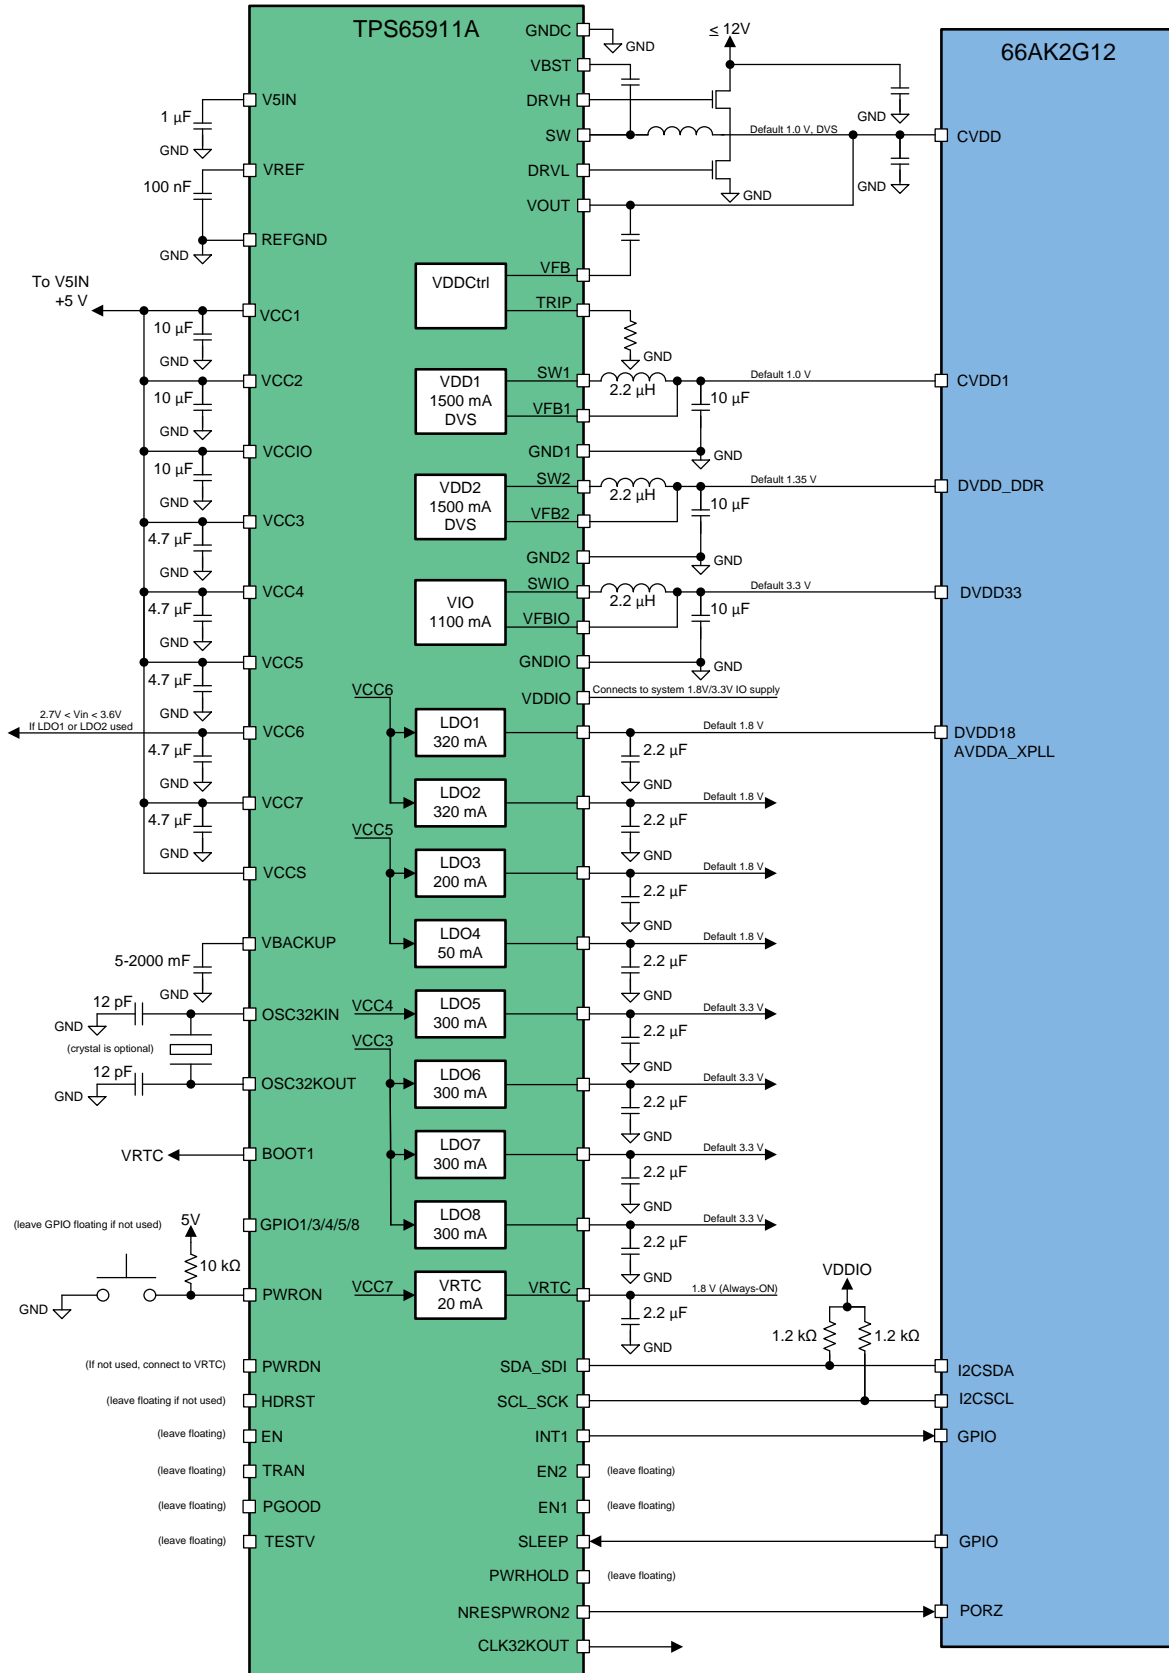 TPS65911A
66AK2G12
GNDC
GND
VBST
≤ 12V
V5IN
1 µF
GND
DRVH
GND
SW
Default 1.0 V, DVS
CVDD
VREF
100 nF
DRVL
GND
GND
VOUT
REFGND
GND
To V5IN
+5 V
VDDCtrl
VFB
TRIP
GND
VCC1
10 µF
GND
VCC2
10 µF
GND
VDD1
1500 mA
DVS
SW1
2.2 µH
Default 1.0 V
CVDD1
VFB1
10 µF
GND1
GND
VCCIO
10 µF
GND
VDD2
1500 mA
DVS
SW2
2.2 µH
Default 1.35 V
DVDD_DDR
VFB2
10 µF
GND2
GND
VCC3
4.7 µF
GND
VCC4
4.7 µF
GND
VIO
1100 mA
SWIO
2.2 µH
Default 3.3 V
DVDD33
VFBIO
10 µF
GNDIO
GND
VCC5
4.7 µF
GND
VDDIO
Connects to system 1.8V/3.3V IO supply
2.7V < Vin < 3.6V
If LDO1 or LDO2 used
VCC6
4.7 µF
GND
VCC6
LDO1
320 mA
Default 1.8 V
2.2 µF
GND
DVDD18
AVDDA_XPLL
LDO2
320 mA
Default 1.8 V
2.2 µF
GND
VCC7
4.7 µF
GND
VCCS
VCC5
LDO3
200 mA
Default 1.8 V
2.2 µF
GND
LDO4
50 mA
Default 1.8 V
2.2 µF
GND
VBACKUP
5-2000 mF
GND
12 pF
GND
OSC32KIN
(crystal is optional)
12 pF
GND
OSC32KOUT
VCC4
LDO5
300 mA
Default 3.3 V
2.2 µF
GND
VCC3
LDO6
300 mA
Default 3.3 V
2.2 µF
GND
VRTC
BOOT1
LDO7
300 mA
Default 3.3 V
2.2 µF
GND
(leave GPIO floating if not used)
5V
GPIO1/3/4/5/8
LDO8
300 mA
Default 3.3 V
2.2 µF
GND
10 kΩ
GND
PWRON
VCC7
VRTC
20 mA
VRTC
1.8 V (Always-ON)
2.2 µF
GND
VDDIO
1.2 kΩ
1.2 kΩ
(If not used, connect to VRTC)
PWRDN
SDA_SDI
I2CSDA
(leave floating if not used)
HDRST
SCL_SCK
I2CSCL
(leave floating)
EN
INT1
GPIO
(leave floating)
TRAN
EN2
(leave floating)
(leave floating)
PGOOD
EN1
(leave floating)
(leave floating)
TESTV
SLEEP
GPIO
PWRHOLD
(leave floating)
NRESPWRON2
PORZ
CLK32KOUT